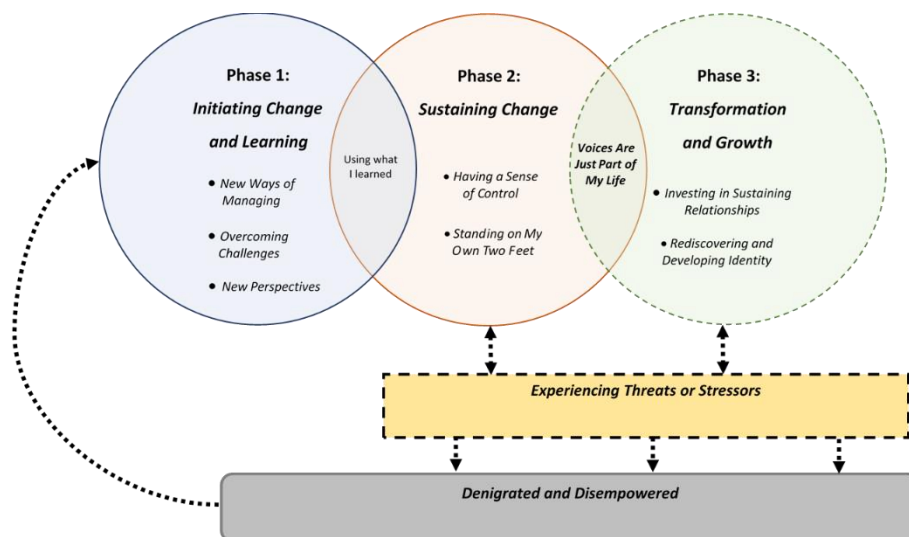 Phase 1:
Initiating Change
and Learning
• New Ways of
Managing
• Overcoming
Challenges
• New Perspectives
Using what
I learned
Phase 2:
Sustaining Change
• Having a Sense
of Control
• Standing on My
Own Two Feet
Voices Are
Just Part of
My Life
Phase 3:
Transformation
and Growth
• Investing in Sustaining
Relationships
• Rediscovering and
Developing Identity
Experiencing Threats or Stressors
Denigrated and Disempowered